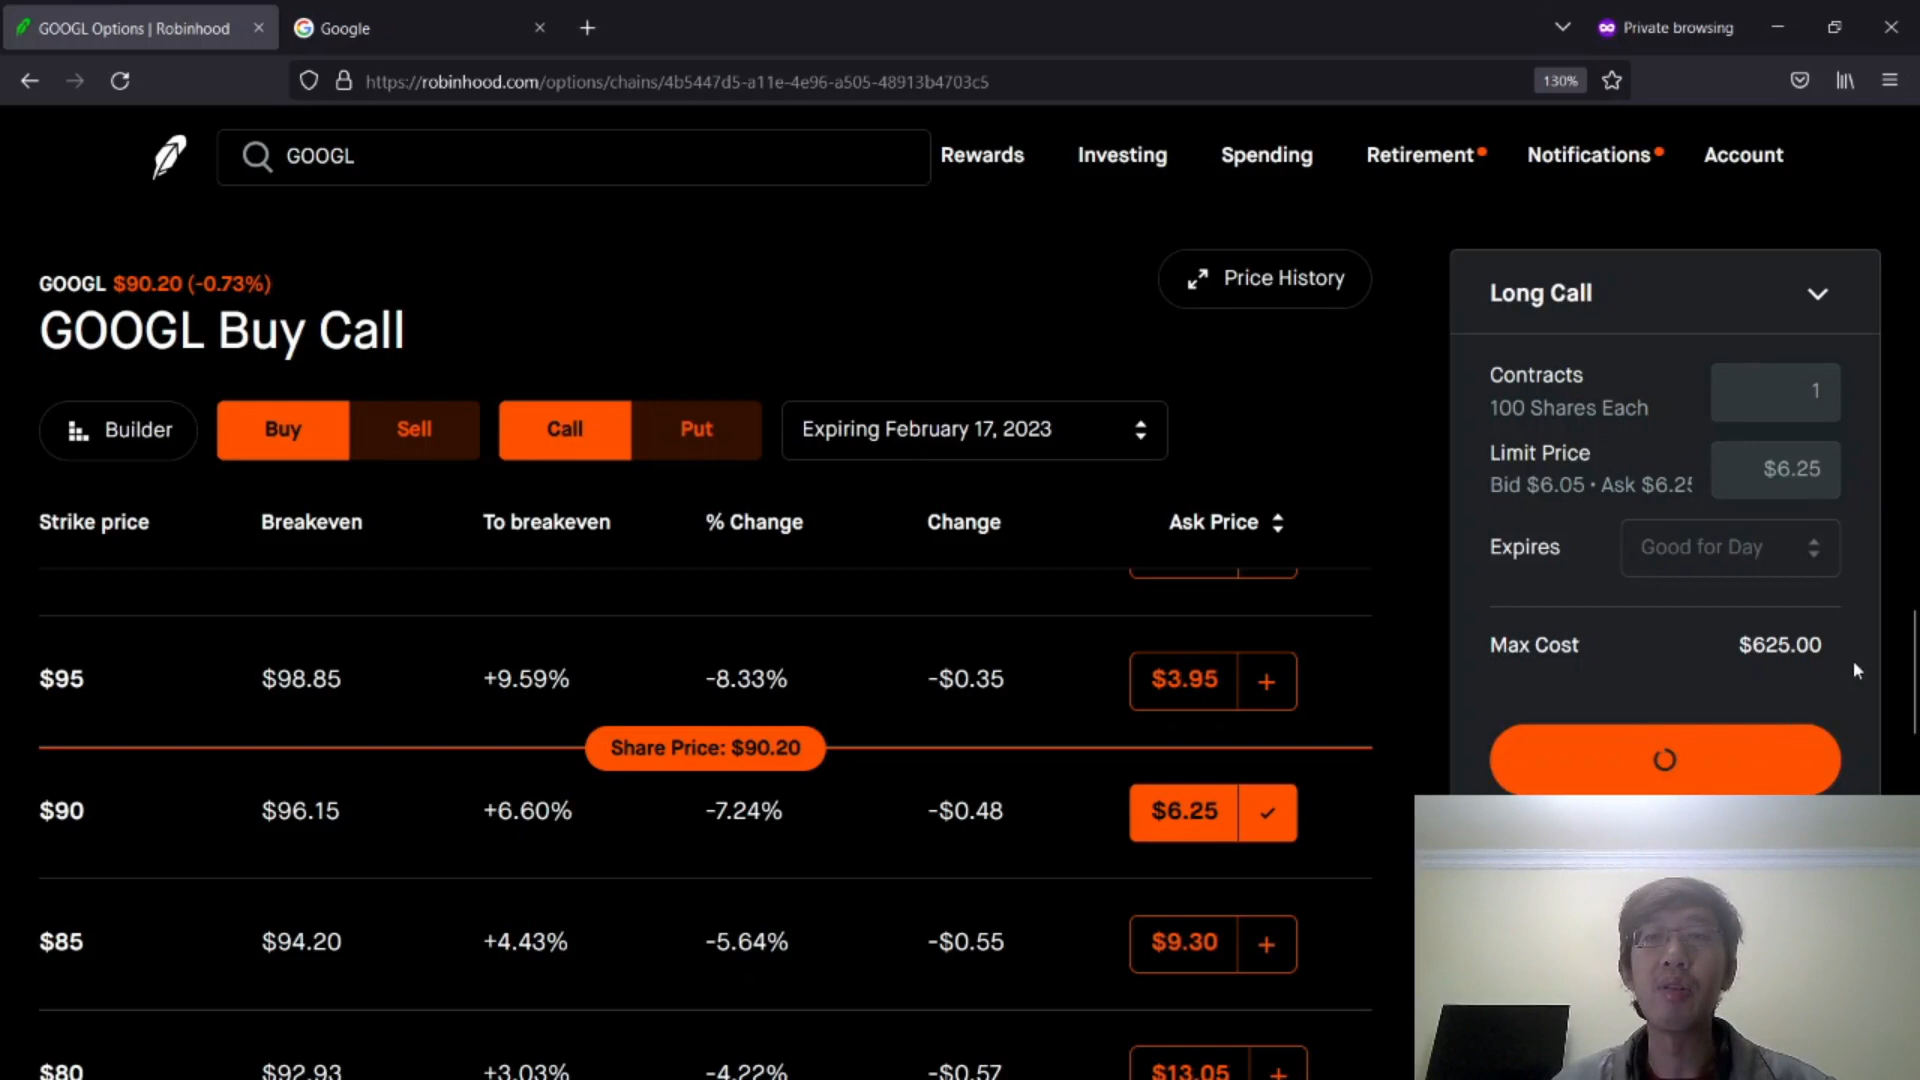 GOOGL Options | Robinhood
Google
Private browsing
https://robinhood.com/options/chains/4b5447d5-a11e-4e96-a505-48913b4703c5
130%
GOOGL
Rewards
Investing
Spending
Retirement
Notifications
Account
GOOGL $90.20 (-0.73%)
GOOGL Buy Call
Price History
Builder
Buy
Sell
Call
Put
Expiring February 17, 2023
Strike price
Breakeven
To breakeven
% Change
Change
Ask Price
$95
$98.85
+9.59%
-8.33%
-$0.35
$3.95
+
Share Price: $90.20
$90
$96.15
+6.60%
-7.24%
-$0.48
$6.25
$85
$94.20
+4.43%
-5.64%
-$0.55
$9.30
+
$80
$92.93
+3.03%
-4.22%
-$0.57
$13.05
+
Long Call
Contracts
1
100 Shares Each
Limit Price
$6.25
Bid $6.05 • Ask $6.25
Expires
Good for Day
Max Cost
$625.00